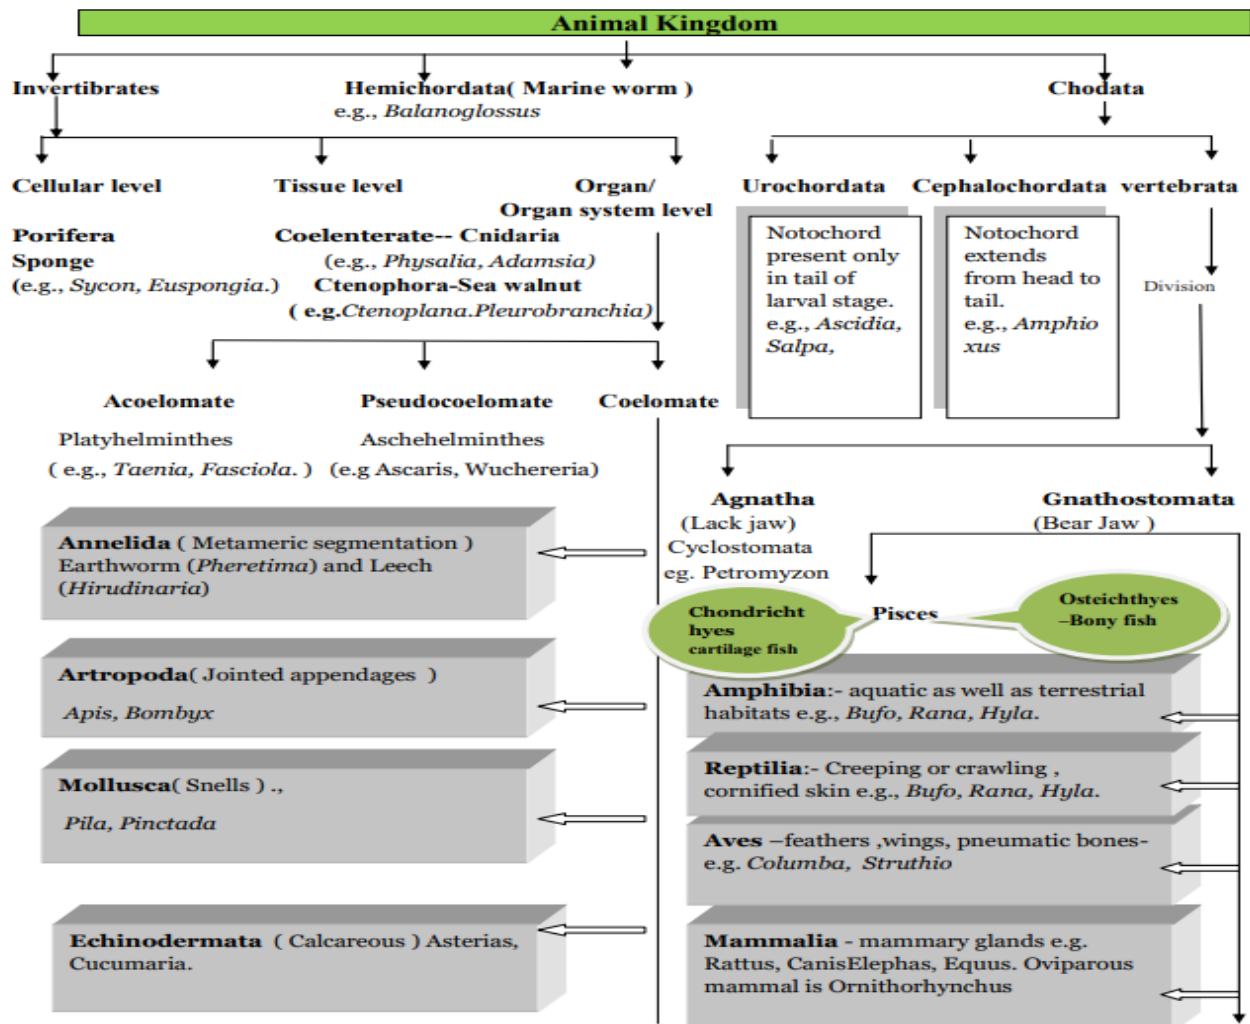 Animal Kingdom
Invertibrates
Hemichordata( Marine worm )
e.g., Balanoglossus
Chodata
Cellular level
Tissue level
Organ/
Organ system level
Urochordata
Cephalochordata
vertebrata
Porifera
Sponge
(e.g., Sycon, Euspongia.)
Coelenterate-- Cnidaria
(e.g., Physalia, Adamsia)
Ctenophora-Sea walnut
( e.g.Ctenoplana.Pleurobranchia)
Notochord
present only
in tail of
larval stage.
e.g., Ascidia,
Salpa,
Notochord
extends
from head to
tail.
e.g., Amphio
xus
Division
Acoelomate
Pseudocoelomate
Coelomate
Platyhelminthes
( e.g., Taenia, Fasciola. )
Aschehelminthes
(e.g Ascaris, Wuchereria)
Agnatha
(Lack jaw)
Cyclostomata
eg. Petromyzon
Gnathostomata
(Bear Jaw )
Annelida ( Metameric segmentation )
Earthworm (Pheretima) and Leech
(Hirudinaria)
Chondricht
hyes
cartilage fish
Pisces
Osteichthyes
–Bony fish
Artropoda( Jointed appendages )
Apis, Bombyx
Amphibia:- aquatic as well as terrestrial
habitats e.g., Bufo, Rana, Hyla.
Mollusca( Snells ) .,
Pila, Pinctada
Reptilia:- Creeping or crawling ,
cornified skin e.g., Bufo, Rana, Hyla.
Aves –feathers ,wings, pneumatic bones-
e.g. Columba, Struthio
Echinodermata ( Calcareous ) Asterias,
Cucumaria.
Mammalia - mammary glands e.g.
Rattus, CanisElephas, Equus. Oviparous
mammal is Ornithorhynchus